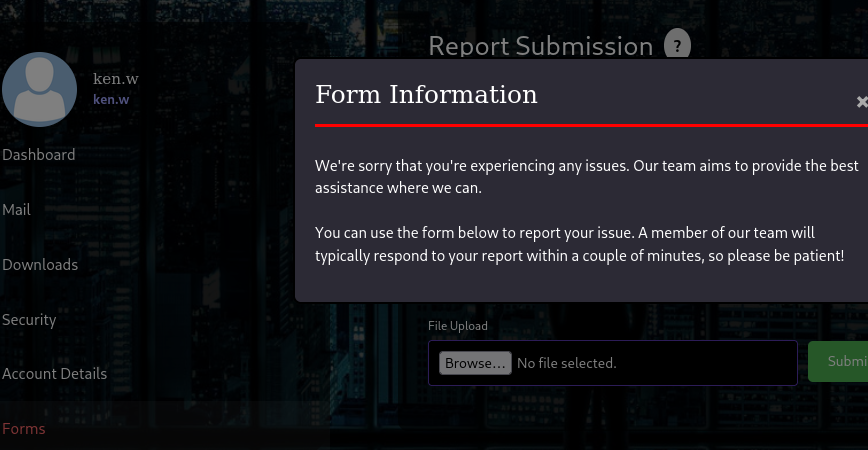 Report Submission ?
ken.w
ken.w
Form Information ×
We're sorry that you're experiencing any issues. Our team aims to provide the best
assistance where we can.
You can use the form below to report your issue. A member of our team will
typically respond to your report within a couple of minutes, so please be patient!
Dashboard
Mail
Downloads
Security
Account Details
Forms
File Upload
Browse... No file selected.
Submi